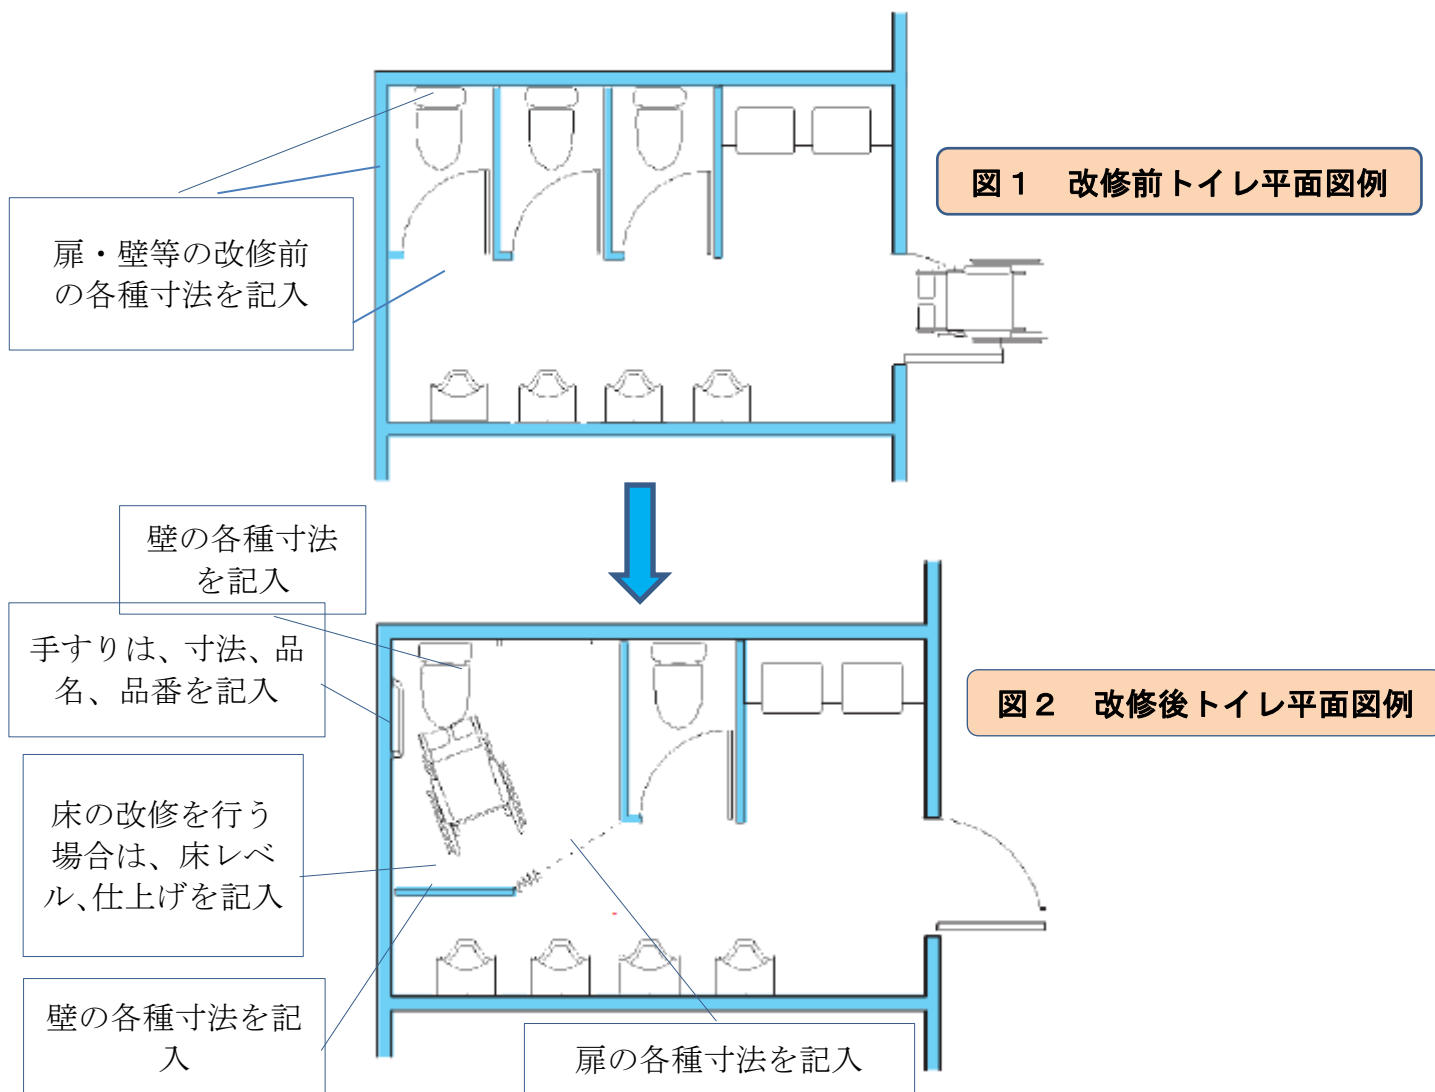 図１　改修前トイレ平面図例
扉・壁等の改修前
の各種寸法を記入
壁の各種寸法
を記入
手すりは、寸法、品
名、品番を記入
図２　改修後トイレ平面図例
床の改修を行う
場合は、床レベ
ル、仕上げを記入
壁の各種寸法を記
入
扉の各種寸法を記入